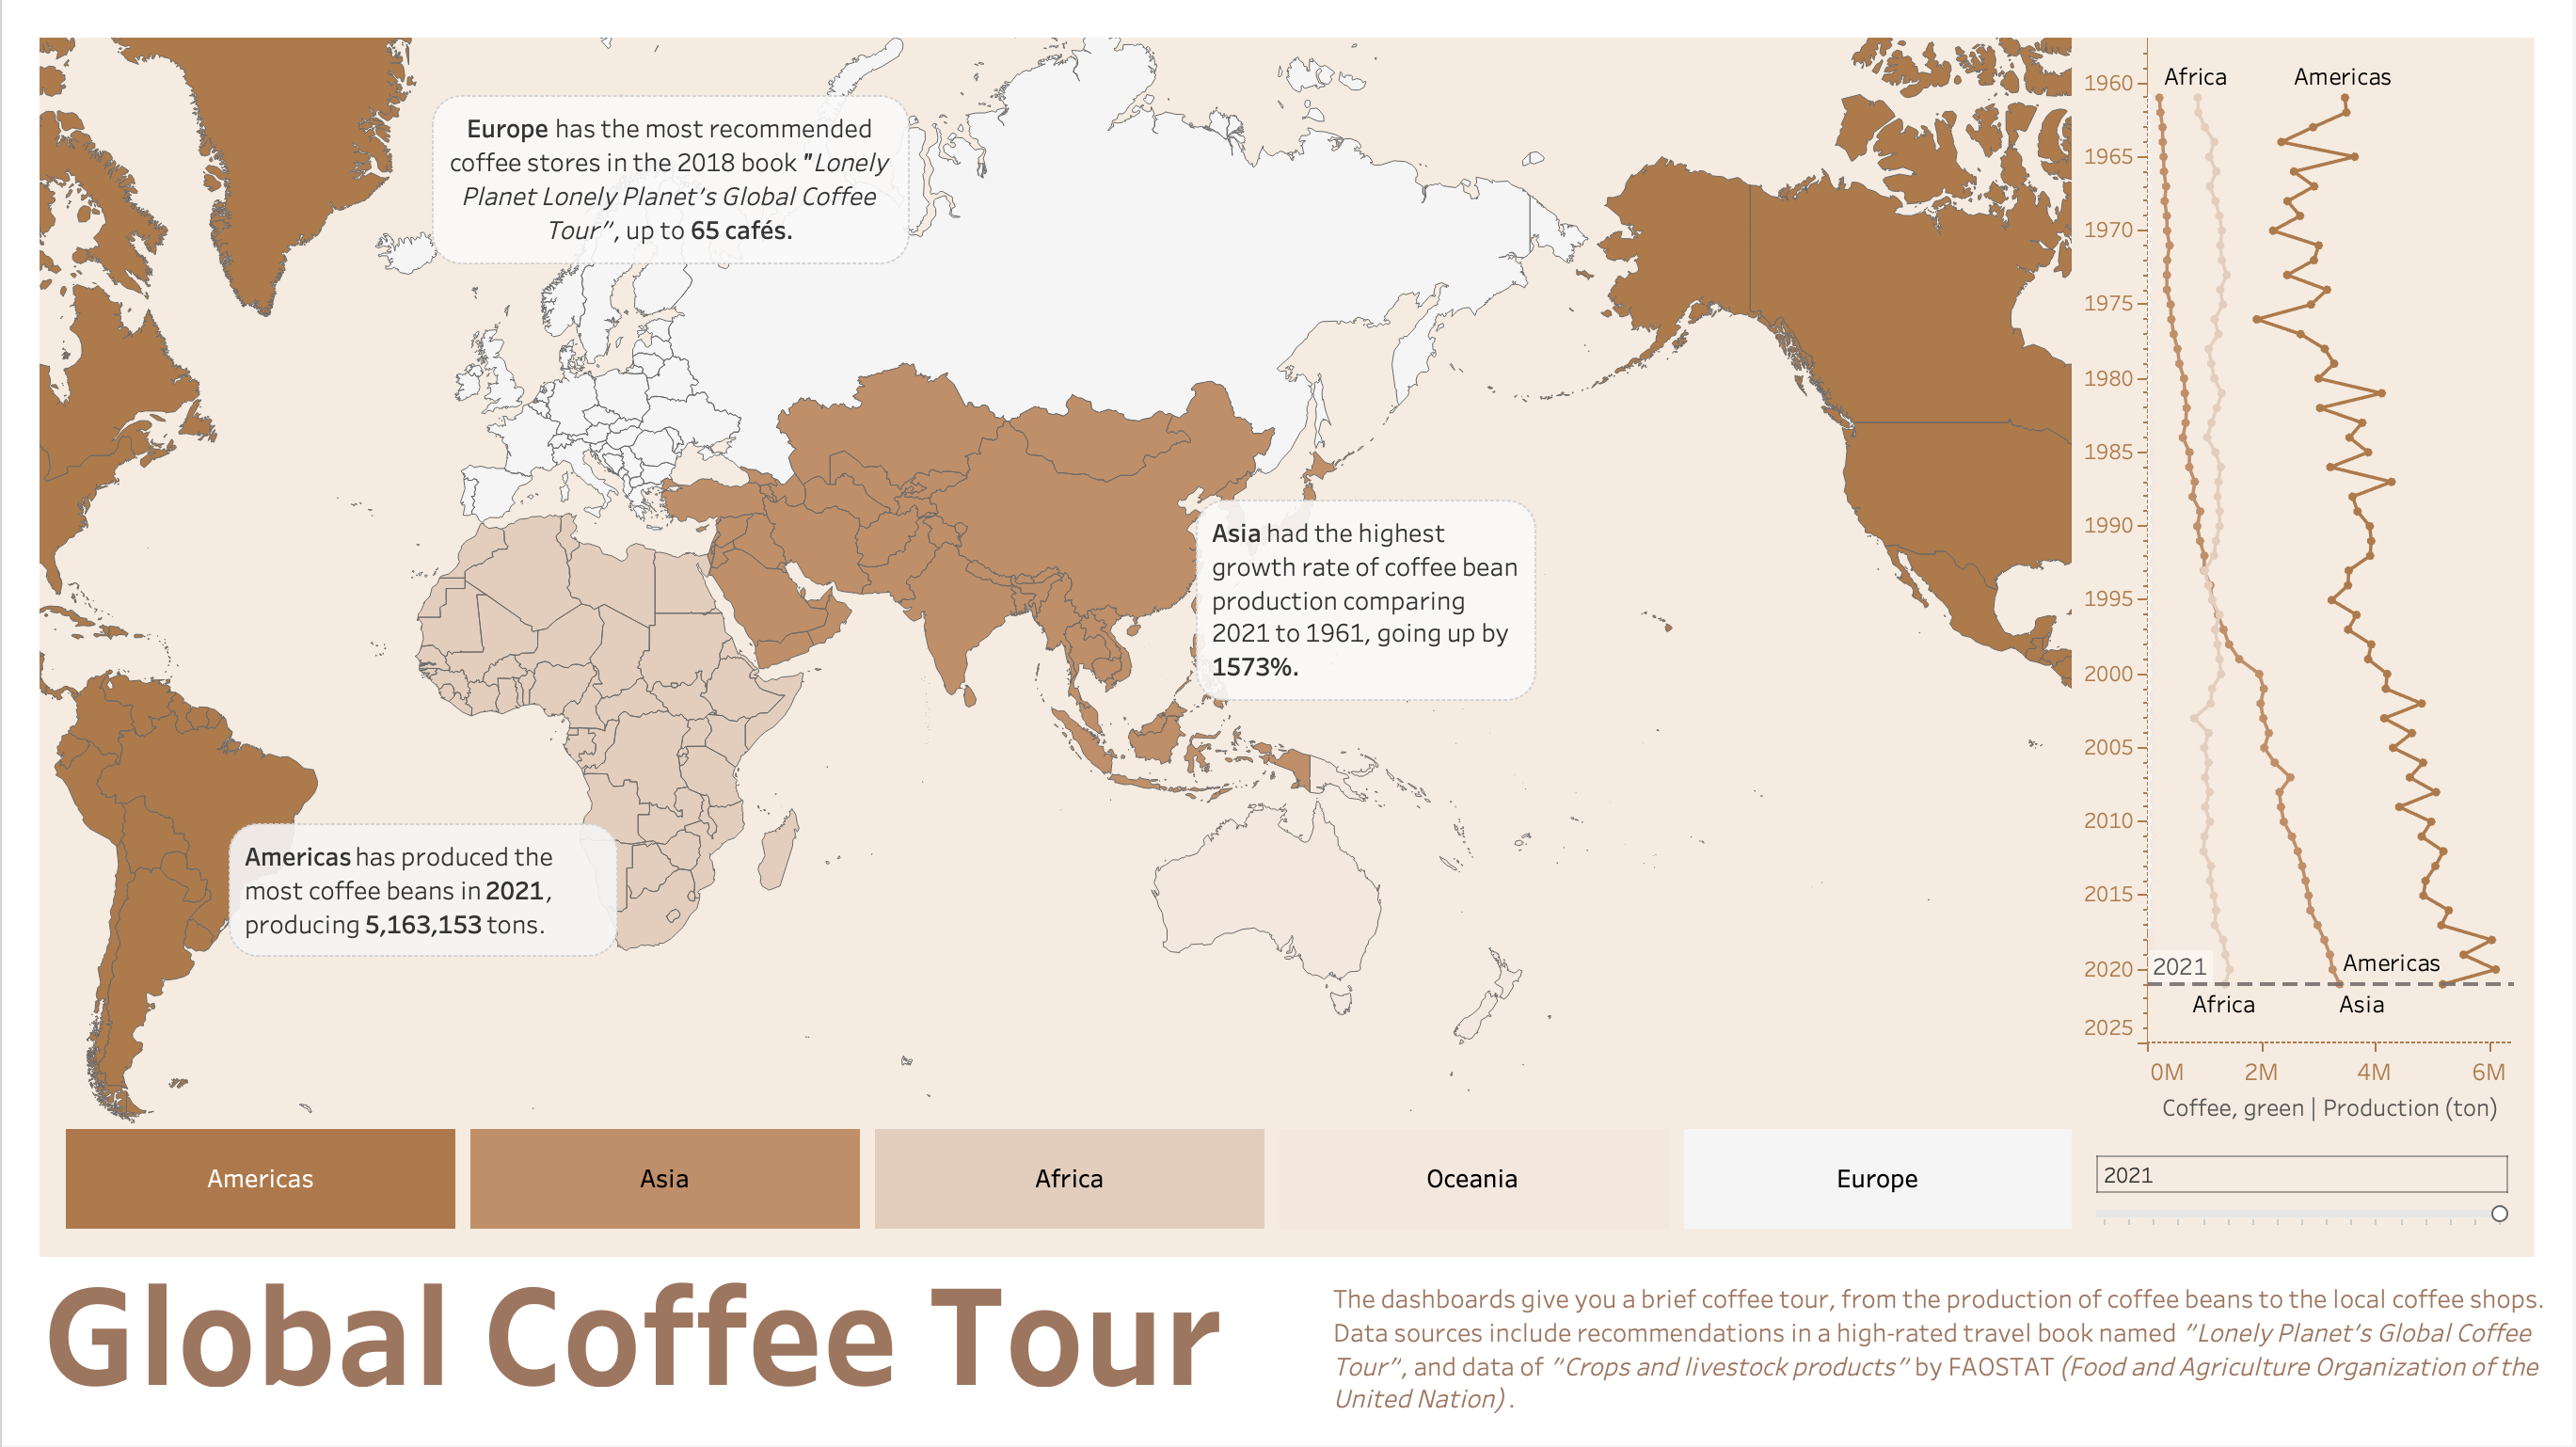 Europe has the most recommended
coffee stores in the 2018 book "Lonely
Planet Lonely Planet's Global Coffee
Tour", up to 65 cafés.
Asia had the highest
growth rate of coffee bean
production comparing
2021 to 1961, going up by
1573%.
Americas has produced the
most coffee beans in 2021,
producing 5,163,153 tons.
Africa
Americas
1960
1965
1970
1975
1980
1985
1990
1995
2000
2005
2010
2015
2020
2025
2021
Americas
Africa
Asia
0M
2M
4M
6M
Coffee, green | Production (ton)
Americas
Asia
Africa
Oceania
Europe
2021
Global Coffee Tour
The dashboards give you a brief coffee tour, from the production of coffee beans to the local coffee shops.
Data sources include recommendations in a high-rated travel book named "Lonely Planet's Global Coffee
Tour", and data of "Crops and livestock products" by FAOSTAT (Food and Agriculture Organization of the
United Nation) .